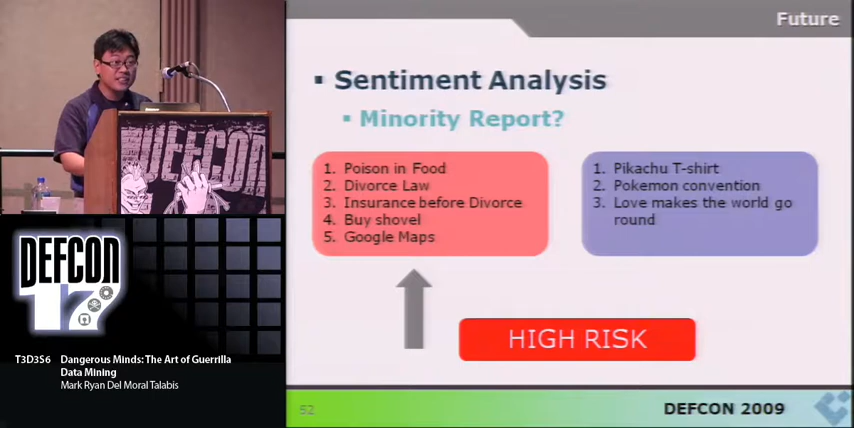 Future
▪ Sentiment Analysis
▪ Minority Report?
1. Poison in Food
2. Divorce Law
3. Insurance before Divorce
4. Buy shovel
5. Google Maps
1. Pikachu T-shirt
2. Pokemon convention
3. Love makes the world go
round
HIGH RISK
52
DEFCON 2009
DEFCON
DEFCON
17
T3D3S6 Dangerous Minds: The Art of Guerrilla
Data Mining
Mark Ryan Del Moral Talabis